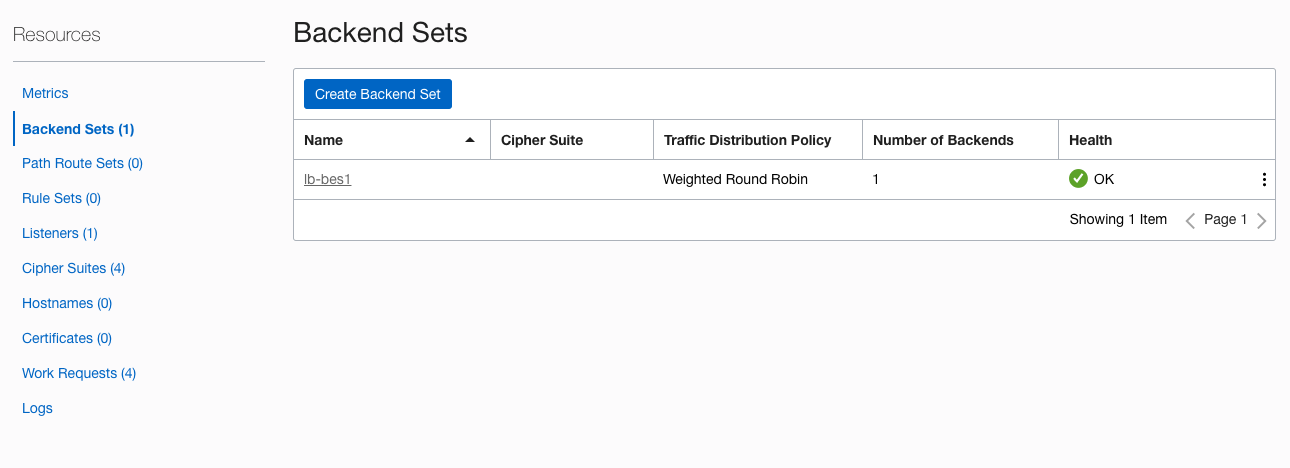 Resources
Metrics
Backend Sets (1)
Path Route Sets (0)
Rule Sets (0)
Listeners (1)
Cipher Suites (4)
Hostnames (0)
Certificates (0)
Work Requests (4)
Logs
Backend Sets
Create Backend Set
Name Cipher Suite Traffic Distribution Policy Number of Backends Health
lb-bes1 Weighted Round Robin 1 OK
Showing 1 Item Page 1